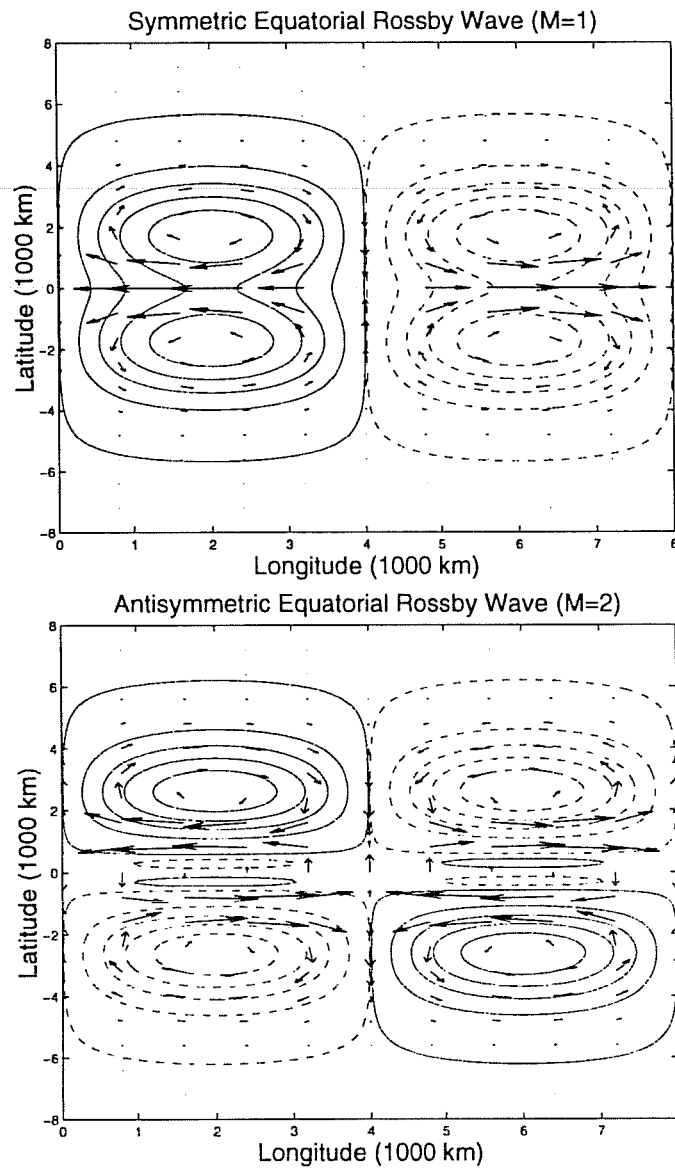 Symmetric Equatorial Rossby Wave (M=1)
8
6
4
2
0
-2
-4
-6
-8
Latitude (1000 km)
0 1 2 3 4 5 6 7 8
Longitude (1000 km)
Antisymmetric Equatorial Rossby Wave (M=2)
8
6
4
2
0
-2
-4
-6
-8
Latitude (1000 km)
0 1 2 3 4 5 6 7
Longitude (1000 km)